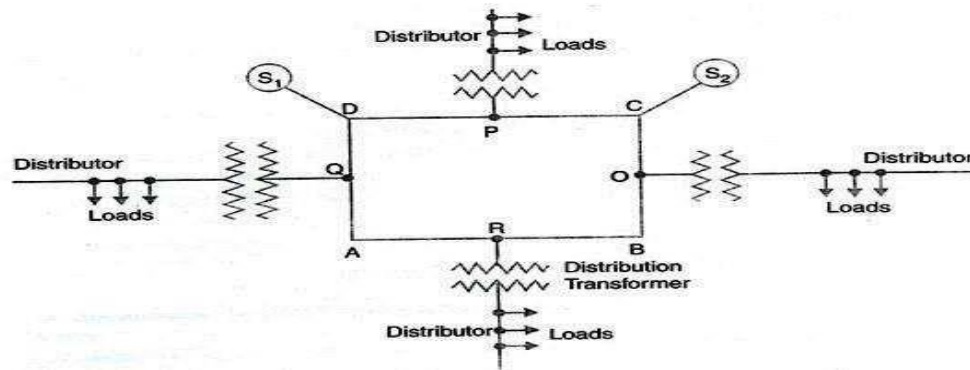 Distributor
Loads
S1
S2
D
C
P
Distributor
Distributor
Q
O
Loads
Loads
R
A
B
Distribution
Transformer
Distributor
Loads